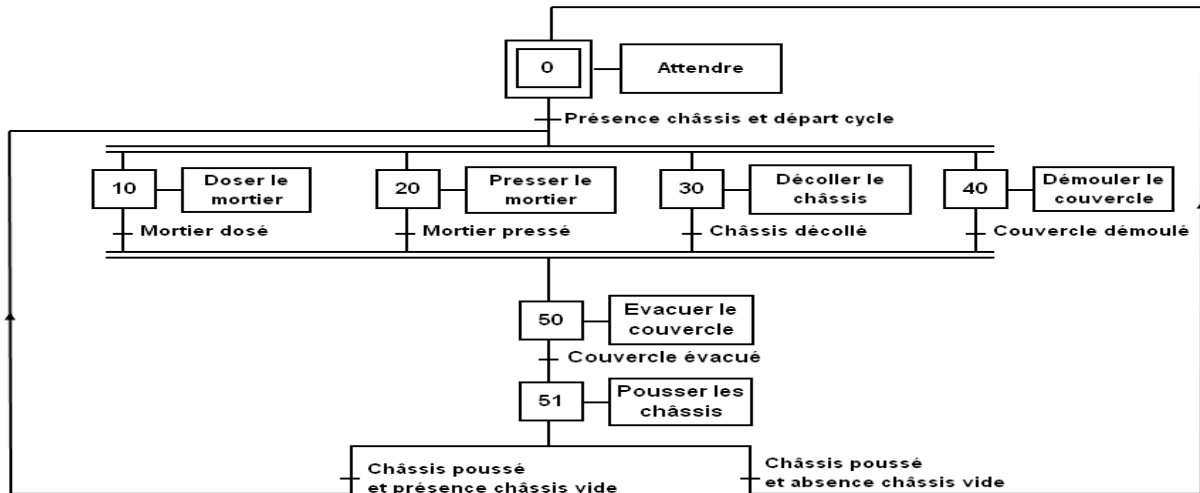 0
Attendre
Présence châssis et départ cycle
10
Doser le
mortier
20
Presser le
mortier
30
Décoller le
châssis
40
Démouler le
couvercle
Mortier dosé
Mortier pressé
Châssis décollé
Couvercle démoulé
50
Evacuer le
couvercle
Couvercle évacué
51
Pousser les
châssis
Châssis poussé
et présence châssis vide
Châssis poussé
et absence châssis vide